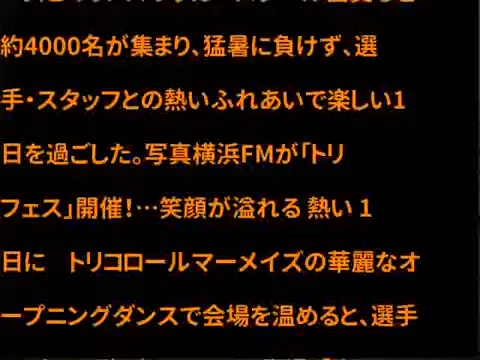 約4000名が集まり、猛暑に負けず、選
手・スタッフとの熱いふれあいで楽しい1
日を過ごした。写真横浜FMが「トリ
フェス」開催!…笑顔が溢れる 熱い 1
日に　トリコロールマーメイズの華麗なオ
ープニングダンスで会場を温めると、選手